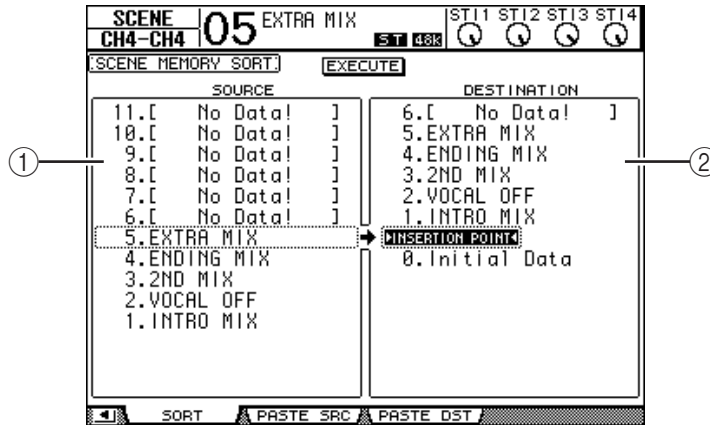 SCENE
CH4-CH4
05 EXTRA MIX
ST 48k
STI1 STI2 STI3 STI4
SCENE MEMORY SORT
EXECUTE
SOURCE
11.[ No Data! ]
10.[ No Data! ]
9.[ No Data! ]
8.[ No Data! ]
7.[ No Data! ]
6.[ No Data! ]
5.EXTRA MIX
4.ENDING MIX
3.2ND MIX
2.VOCAL OFF
1.INTRO MIX
DESTINATION
6.[ No Data! ]
5.EXTRA MIX
4.ENDING MIX
3.2ND MIX
2.VOCAL OFF
1.INTRO MIX
INSERTION POINT
0.Initial Data
1
2
SORT
PASTE SRC
PASTE DST